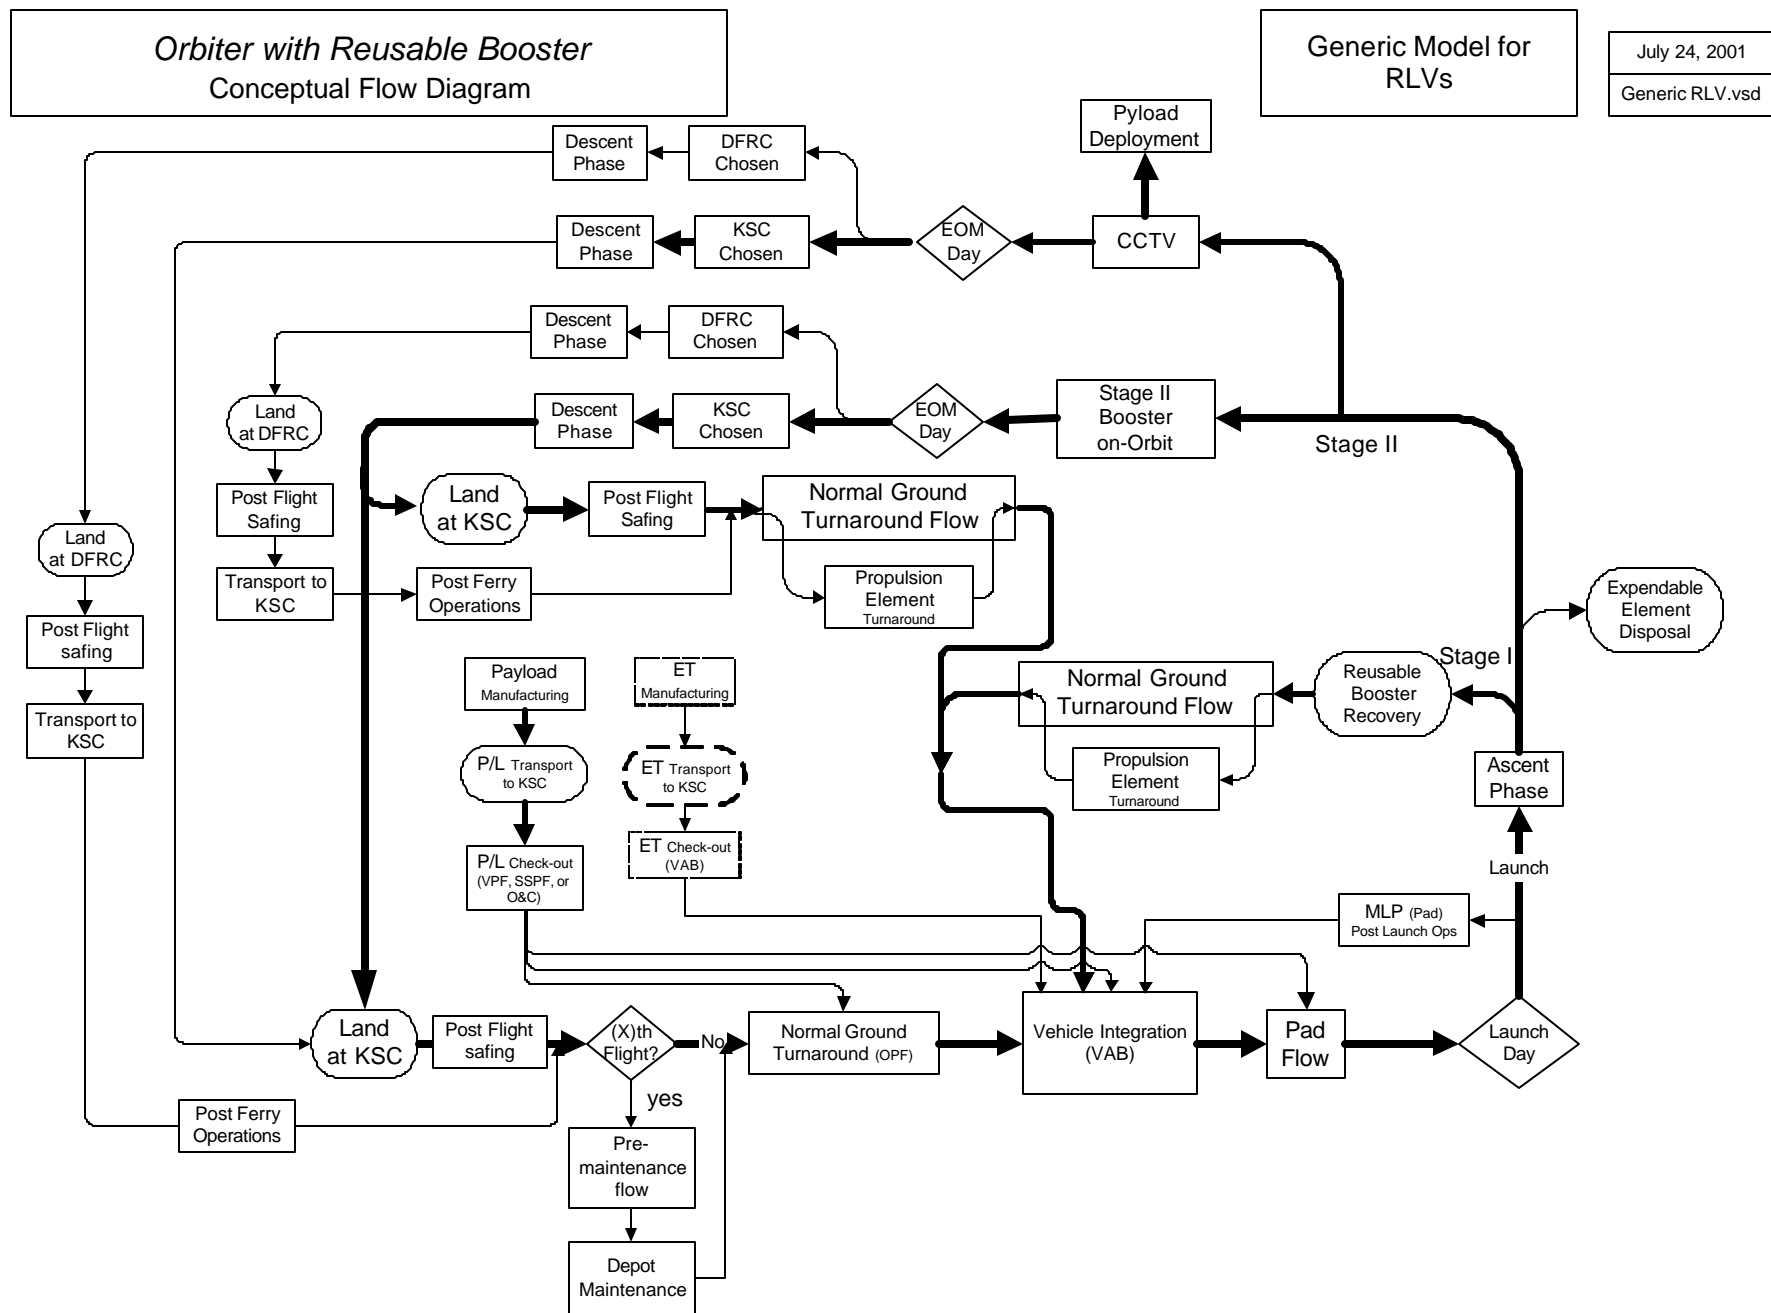 Orbiter with Reusable Booster
Conceptual Flow Diagram
Generic Model for
RLVs
July 24, 2001
Generic RLV.vsd
Pyload
Deployment
Descent
Phase
DFRC
Chosen
Descent
Phase
KSC
Chosen
EOM
Day
CCTV
Descent
Phase
DFRC
Chosen
Land
at DFRC
Descent
Phase
KSC
Chosen
EOM
Day
Stage II
Booster
on-Orbit
Stage II
Post Flight
Safing
Land
at KSC
Post Flight
Safing
Normal Ground
Turnaround Flow
Land
at DFRC
Transport to
KSC
Post Ferry
Operations
Propulsion
Element
Turnaround
Expendable
Element
Disposal
Post Flight
safing
Payload
Manufacturing
ET
Manufacturing
Normal Ground
Turnaround Flow
Reusable
Booster
Recovery
Stage I
Transport to
KSC
P/L Transport
to KSC
ET Transport
to KSC
Propulsion
Element
Turnaround
Ascent
Phase
P/L Check-out
(VPF, SSPF, or
O&C)
ET Check-out
(VAB)
Launch
MLP (Pad)
Post Launch Ops
Land
at KSC
Post Flight
safing
(X)th
Flight?
No
Normal Ground
Turnaround (OPF)
Vehicle Integration
(VAB)
Pad
Flow
Launch
Day
yes
Post Ferry
Operations
Pre-
maintenance
flow
Depot
Maintenance